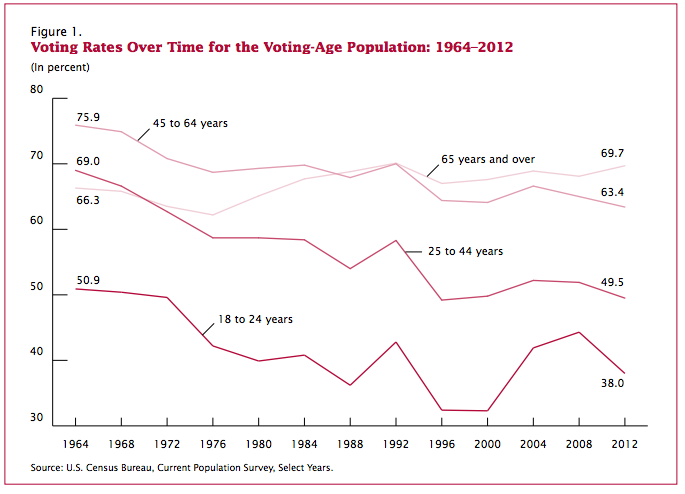 Figure 1.
Voting Rates Over Time for the Voting-Age Population: 1964–2012
(In percent)
80
75.9
45 to 64 years
70
69.0
65 years and over
69.7
66.3
63.4
60
25 to 44 years
50
50.9
49.5
18 to 24 years
40
38.0
30
1964 1968 1972 1976 1980 1984 1988 1992 1996 2000 2004 2008 2012
Source: U.S. Census Bureau, Current Population Survey, Select Years.